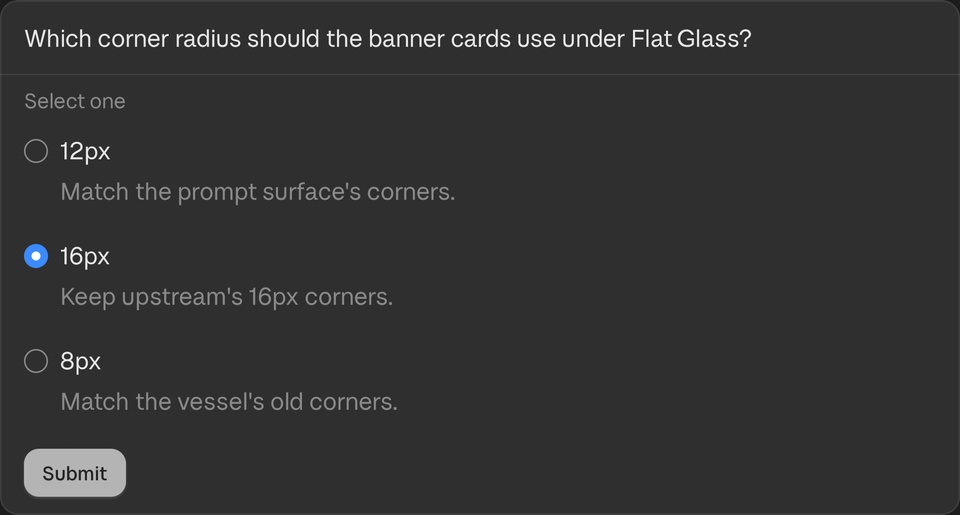 Which corner radius should the banner cards use under Flat Glass?
Select one
12px
Match the prompt surface's corners.
16px
Keep upstream's 16px corners.
8px
Match the vessel's old corners.
Submit